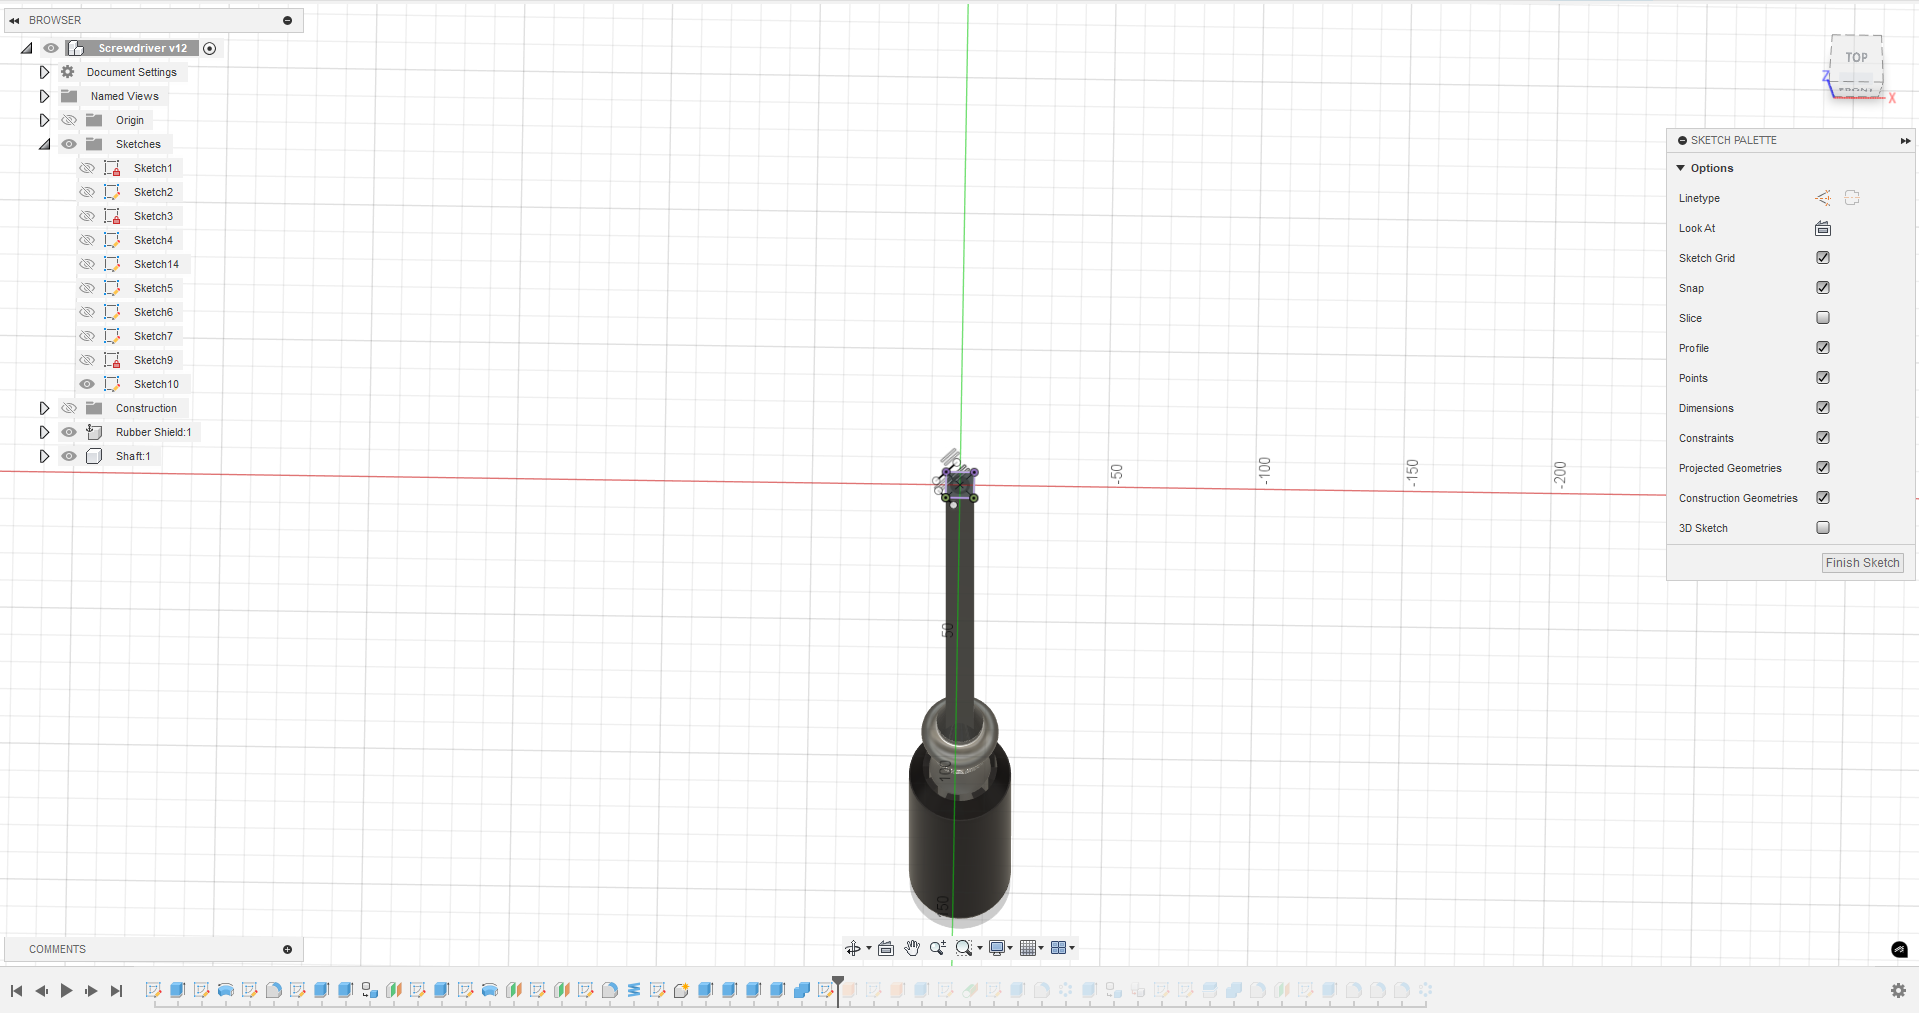 BROWSER
Screwdriver v12
Document Settings
Named Views
Origin
Sketches
Sketch1
Sketch2
Sketch3
Sketch4
Sketch14
Sketch5
Sketch6
Sketch7
Sketch9
Sketch10
Construction
Rubber Shield:1
Shaft:1
TOP
FRONT
Z
X
SKETCH PALETTE
Options
Linetype
Look At
Sketch Grid
Snap
Slice
Profile
Points
Dimensions
Constraints
Projected Geometries
Construction Geometries
3D Sketch
Finish Sketch
-50
-100
-150
-200
50
100
150
COMMENTS